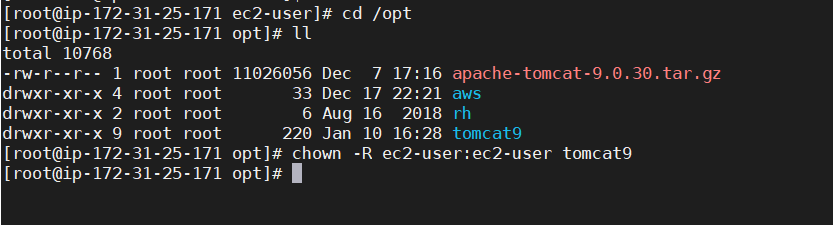 [root@ip-172-31-25-171 ec2-user]# cd /opt
[root@ip-172-31-25-171 opt]# ll
total 10768
-rw-r--r-- 1 root root 11026056 Dec  7 17:16 apache-tomcat-9.0.30.tar.gz
drwxr-xr-x 4 root root       33 Dec 17 22:21 aws
drwxr-xr-x 2 root root        6 Aug 16  2018 rh
drwxr-xr-x 9 root root      220 Jan 10 16:28 tomcat9
[root@ip-172-31-25-171 opt]# chown -R ec2-user:ec2-user tomcat9
[root@ip-172-31-25-171 opt]#